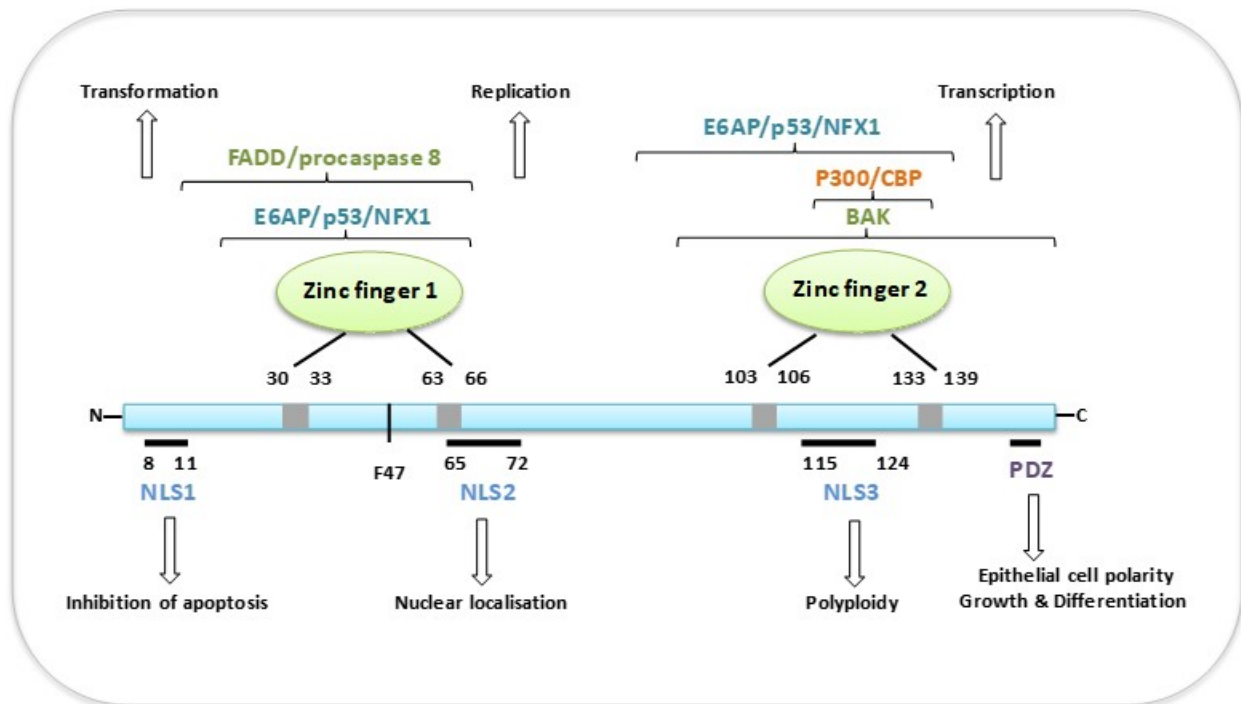 Transformation
Replication
Transcription
E6AP/p53/NFX1
FADD/procaspase 8
P300/CBP
E6AP/p53/NFX1
BAK
Zinc finger 1
Zinc finger 2
30 33 63 66 103 106 133 139
N C
8 11 F47 65 72 115 124 PDZ
NLS1 NLS2 NLS3
Inhibition of apoptosis
Nuclear localisation
Polyploidy
Epithelial cell polarity
Growth & Differentiation